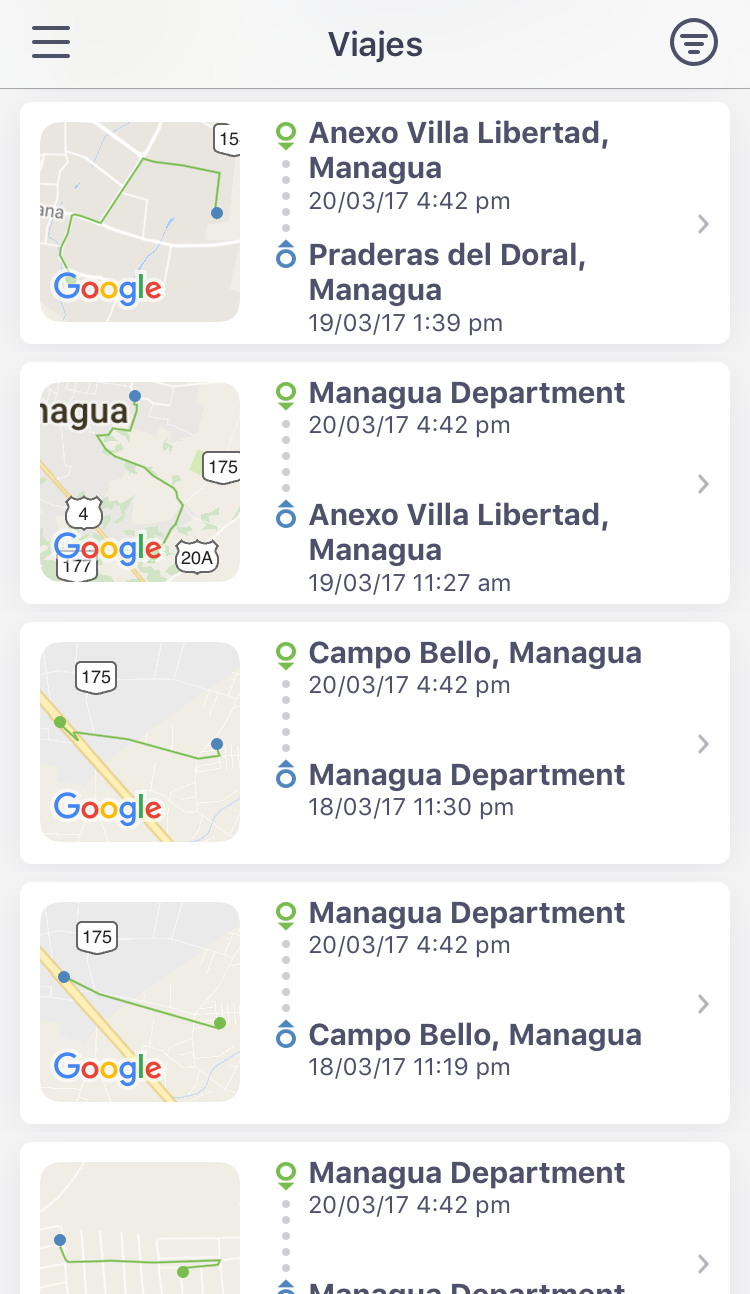 Viajes
15
ana
Google
Anexo Villa Libertad,
Managua
20/03/17 4:42 pm
Praderas del Doral,
Managua
19/03/17 1:39 pm
nagua
175
4
Google
177
20A
Managua Department
20/03/17 4:42 pm
Anexo Villa Libertad,
Managua
19/03/17 11:27 am
175
Google
Campo Bello, Managua
20/03/17 4:42 pm
Managua Department
18/03/17 11:30 pm
175
Google
Managua Department
20/03/17 4:42 pm
Campo Bello, Managua
18/03/17 11:19 pm
Managua Department
20/03/17 4:42 pm
Managua Department